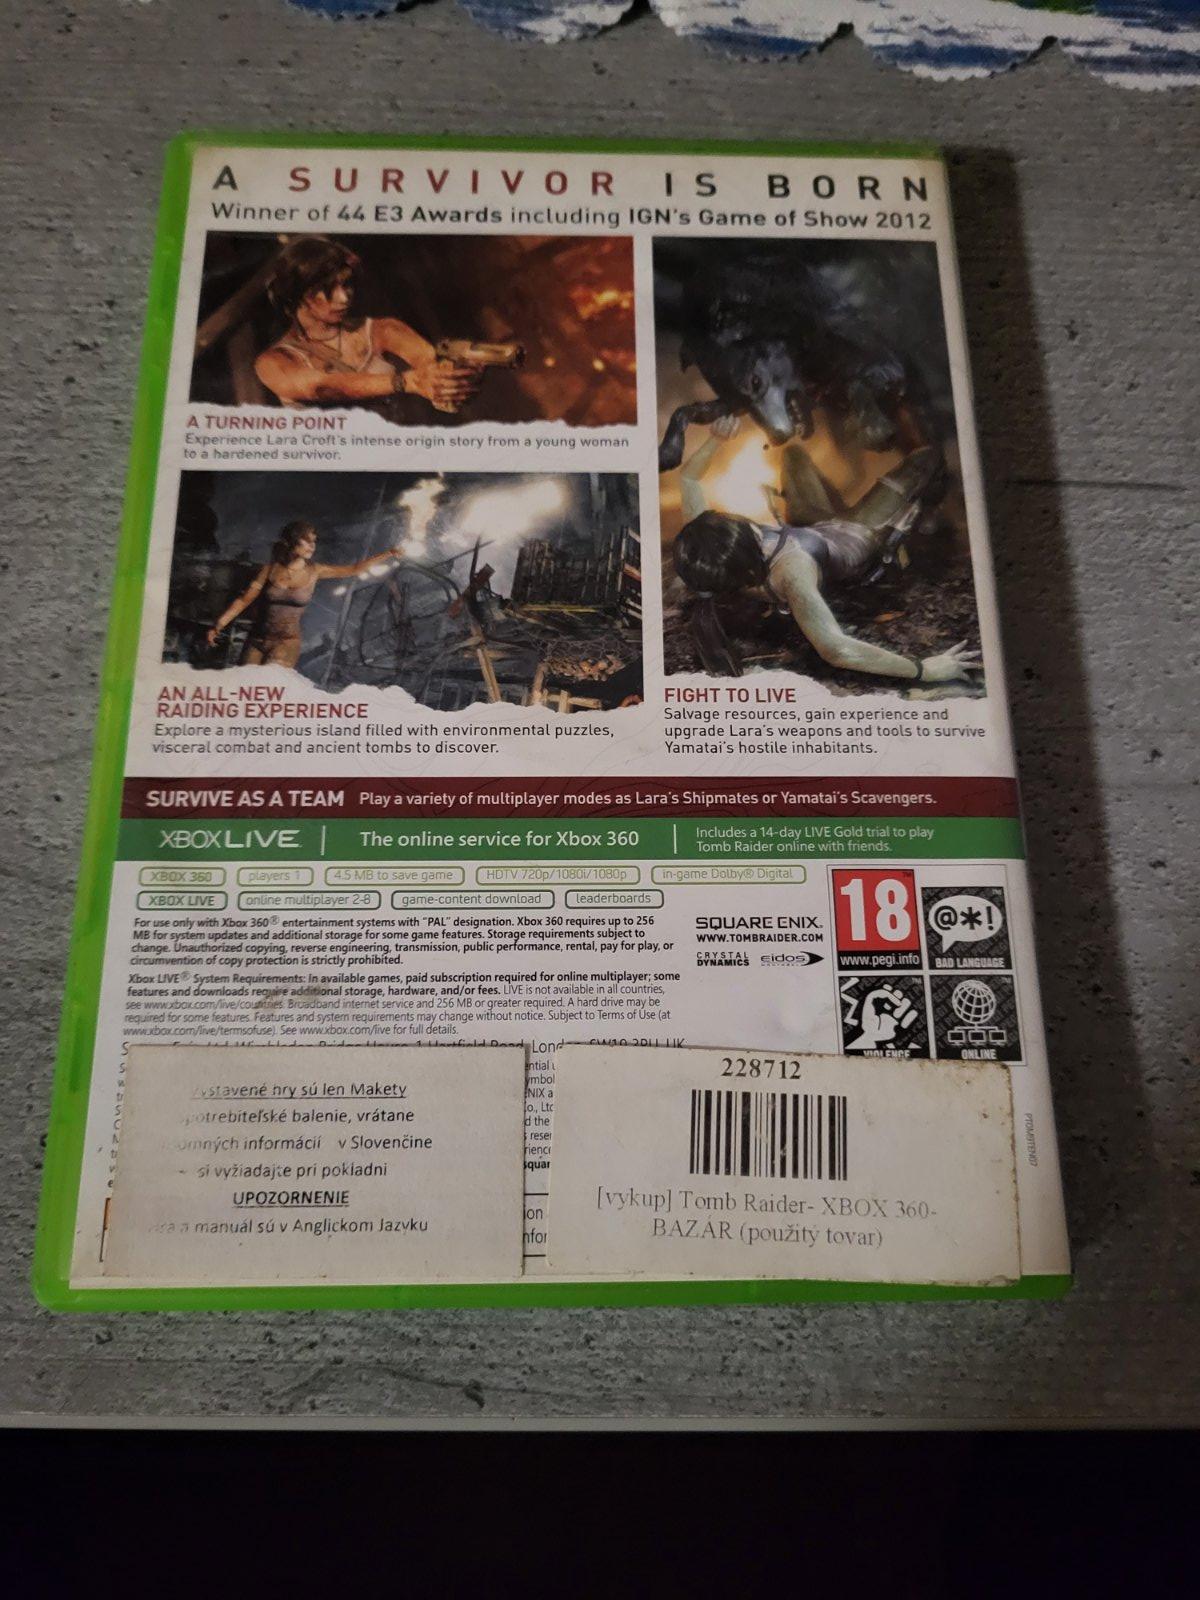 A SURVIVOR IS BORN
Winner of 44 E3 Awards including IGN's Game of Show 2012
A TURNING POINT
Experience Lara Croft's intense origin story from a young woman
to a hardened survivor.
AN ALL-NEW
RAIDING EXPERIENCE
Explore a mysterious island filled with environmental puzzles,
visceral combat and ancient tombs to discover.
FIGHT TO LIVE
Salvage resources, gain experience and
upgrade Lara's weapons and tools to survive
Yamatai's hostile inhabitants.
SURVIVE AS A TEAM Play a variety of multiplayer modes as Lara's Shipmates or Yamatai's Scavengers.
XBOX LIVE The online service for Xbox 360
Includes a 14-day LIVE Gold trial to play
Tomb Raider online with friends.
XBOX 360 players 1 4.5 MB to save game HDTV 720p/1080i/1080p in-game Dolby® Digital
XBOX LIVE online multiplayer 2-8 game-content download leaderboards
For use only with Xbox 360® entertainment systems with "PAL" designation. Xbox 360 requires up to 256
MB for system updates and additional storage for some game features. Storage requirements subject to
change. Unauthorized copying, reverse engineering, transmission, public performance, rental, pay for play, or
circumvention of copy protection is strictly prohibited.
Xbox LIVE® System Requirements: In available games, paid subscription required for online multiplayer; some
features and downloads require additional storage, hardware, and/or fees. LIVE is not available in all countries,
see www.xbox.com/live/countries. Broadband internet service and 256 MB or greater required. A hard drive may be
required for some features. Features and system requirements may change without notice. Subject to Terms of Use (at
www.xbox.com/live/termsofuse). See www.xbox.com/live for full details.
SQUARE ENIX.
WWW.TOMBRAIDER.COM
CRYSTAL
DYNAMICS
eidos
18
www.pegi.info
@*!
BAD LANGUAGE
VIOLENCE
ONLINE
hry sú len Makety
balenie, vrátane
informácií v Slovenčine
- si vyžiadajte pri pokladni
UPOZORNENIE
a manuál sú v Anglickom Jazyku
228712
[vykup] Tomb Raider- XBOX 360-
BAZÁR (použitý tovar)